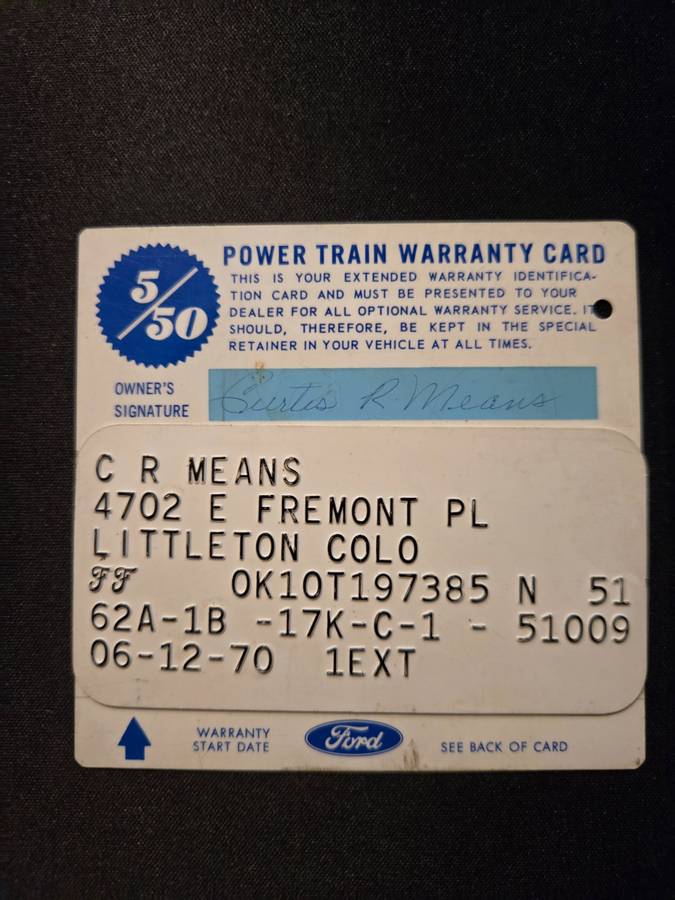 5/50
POWER TRAIN WARRANTY CARD
THIS IS YOUR EXTENDED WARRANTY IDENTIFICA-
TION CARD AND MUST BE PRESENTED TO YOUR
DEALER FOR ALL OPTIONAL WARRANTY SERVICE. IT
SHOULD, THEREFORE, BE KEPT IN THE SPECIAL
RETAINER IN YOUR VEHICLE AT ALL TIMES.
OWNER'S
SIGNATURE
Curtis R. Means
C R MEANS
4702 E FREMONT PL
LITTLETON COLO
FF 0K10T197385 N 51
62A-1B -17K-C-1 - 51009
06-12-70 1EXT
WARRANTY
START DATE
Ford
SEE BACK OF CARD